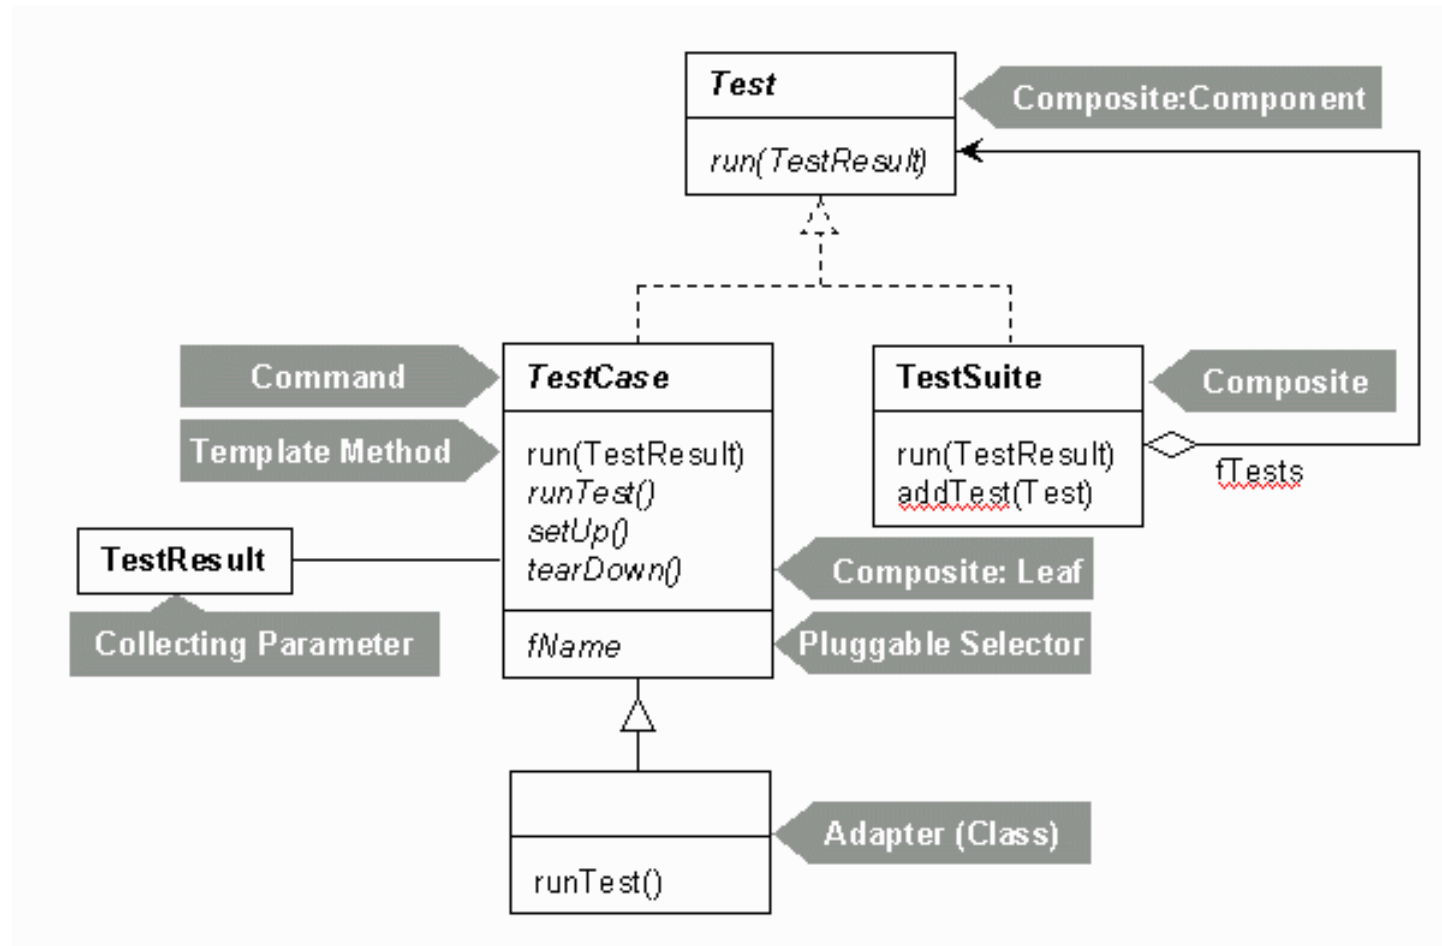 Test
Composite:Component
run(TestResult)
Command
TestCase
TestSuite
Composite
Template Method
run(TestResult)
runTest()
setUp()
tearDown()
run(TestResult)
addTest(Test)
fTests
TestResult
Composite: Leaf
Collecting Parameter
fName
Pluggable Selector
Adapter (Class)
runTest()